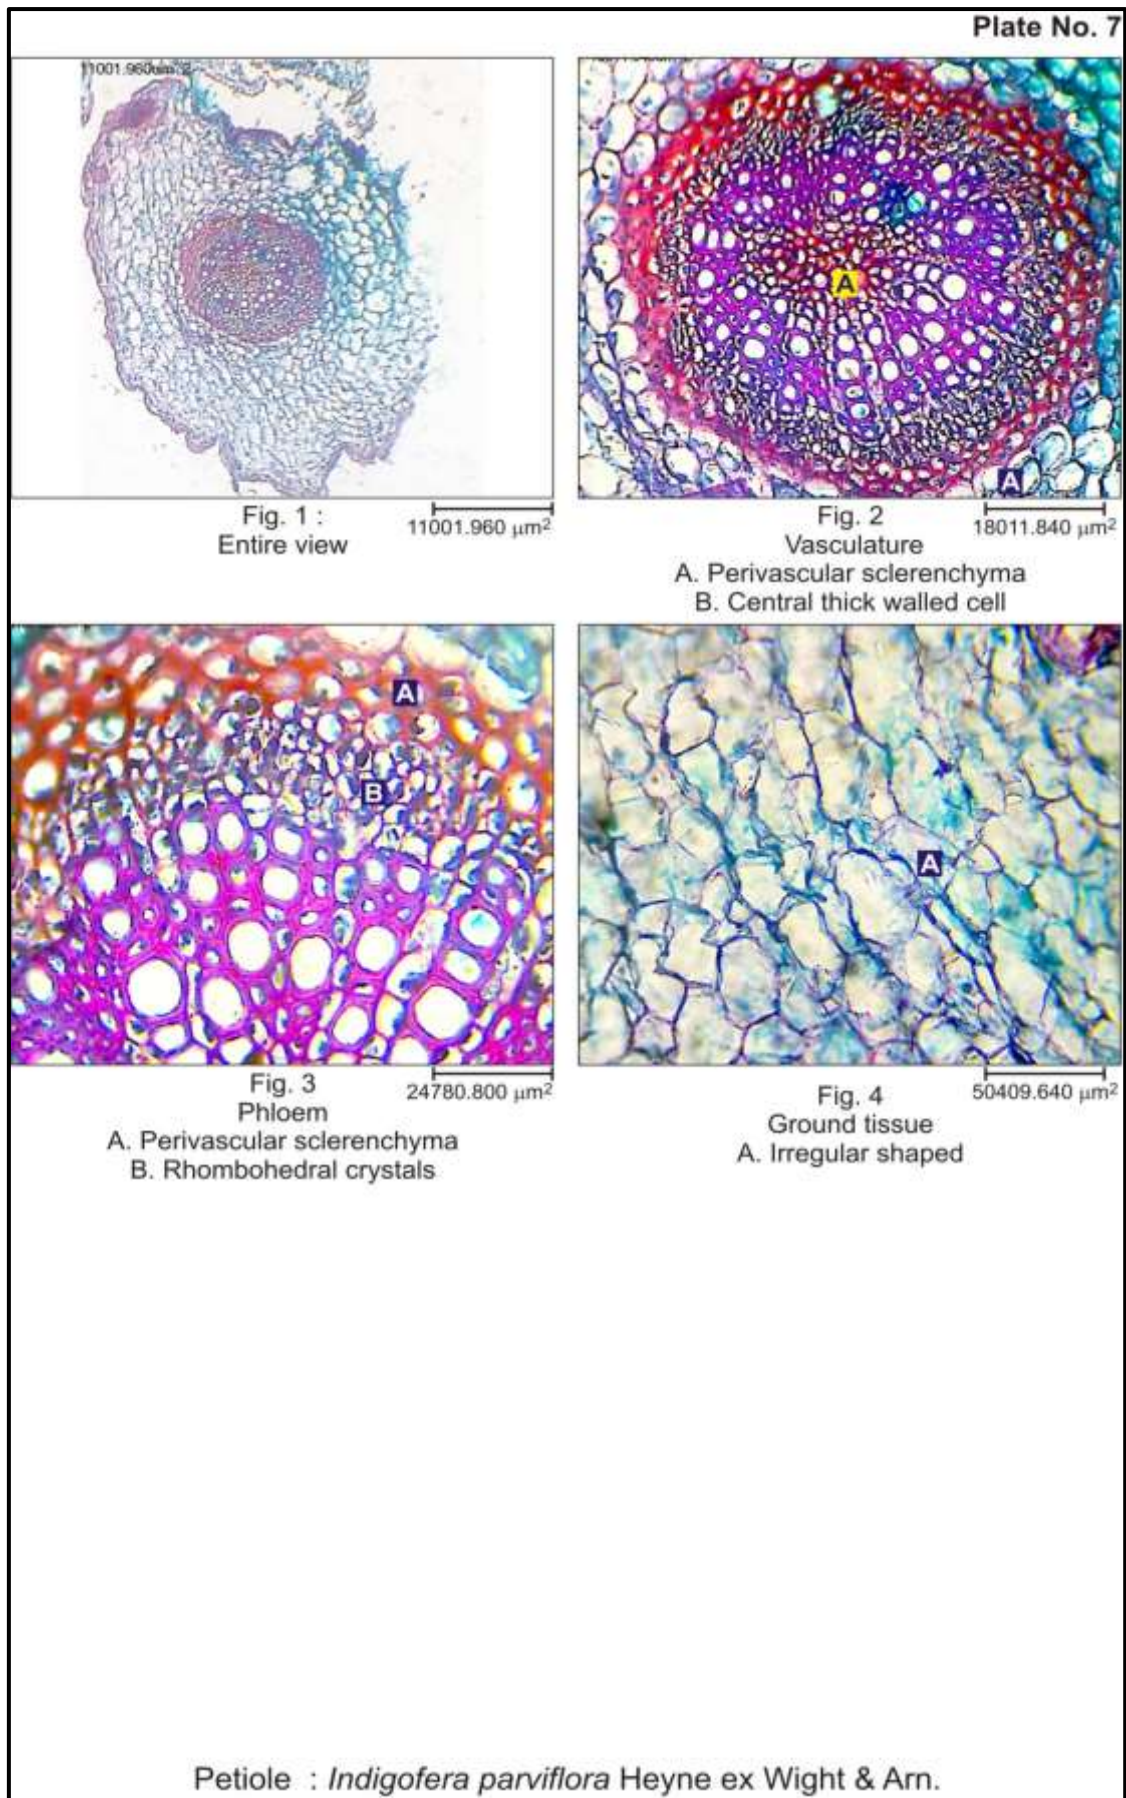 Plate No. 7
11001.960um^2
A
A
Fig. 1 :
Entire view
11001.960 μm²
Fig. 2
Vasculature
A. Perivascular sclerenchyma
B. Central thick walled cell
18011.840 μm²
A
B
A
Fig. 3
Phloem
A. Perivascular sclerenchyma
B. Rhombohedral crystals
24780.800 μm²
Fig. 4
Ground tissue
A. Irregular shaped
50409.640 μm²
Petiole : Indigofera parviflora Heyne ex Wight & Arn.